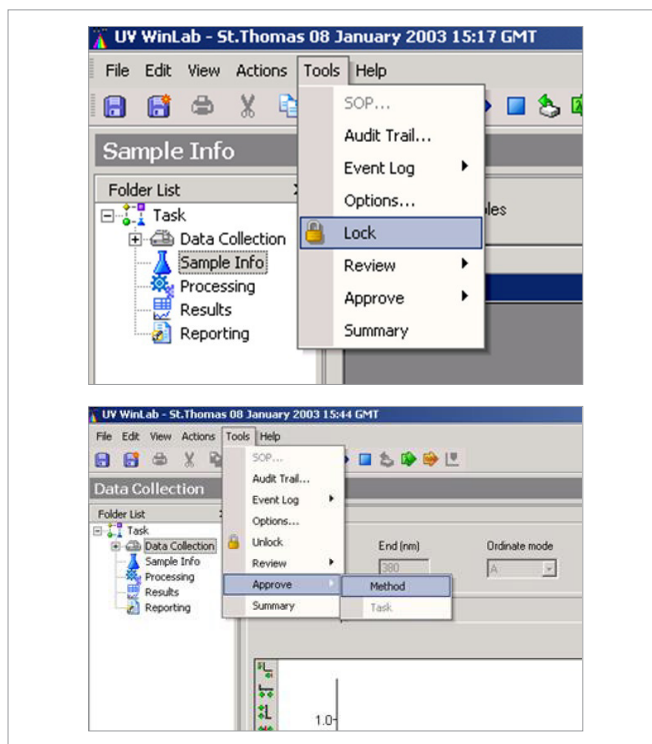 UV WinLab - St.Thomas 08 January 2003 15:17 GMT
File Edit View Actions Tools Help
SOP...
Audit Trail...
Event Log
Options...
Lock
Review
Approve
Summary
Sample Info
Folder List
Task
Data Collection
Sample Info
Processing
Results
Reporting
UV WinLab - St.Thomas 08 January 2003 15:44 GMT
File Edit View Actions Tools Help
SOP...
Audit Trail...
Event Log
Options...
Unlock
Review
Approve
Summary
Method
Task
Data Collection
Folder List
Task
Data Collection
Sample Info
Processing
Results
Reporting
End (nm)
380
Ordinate mode
A
1.0